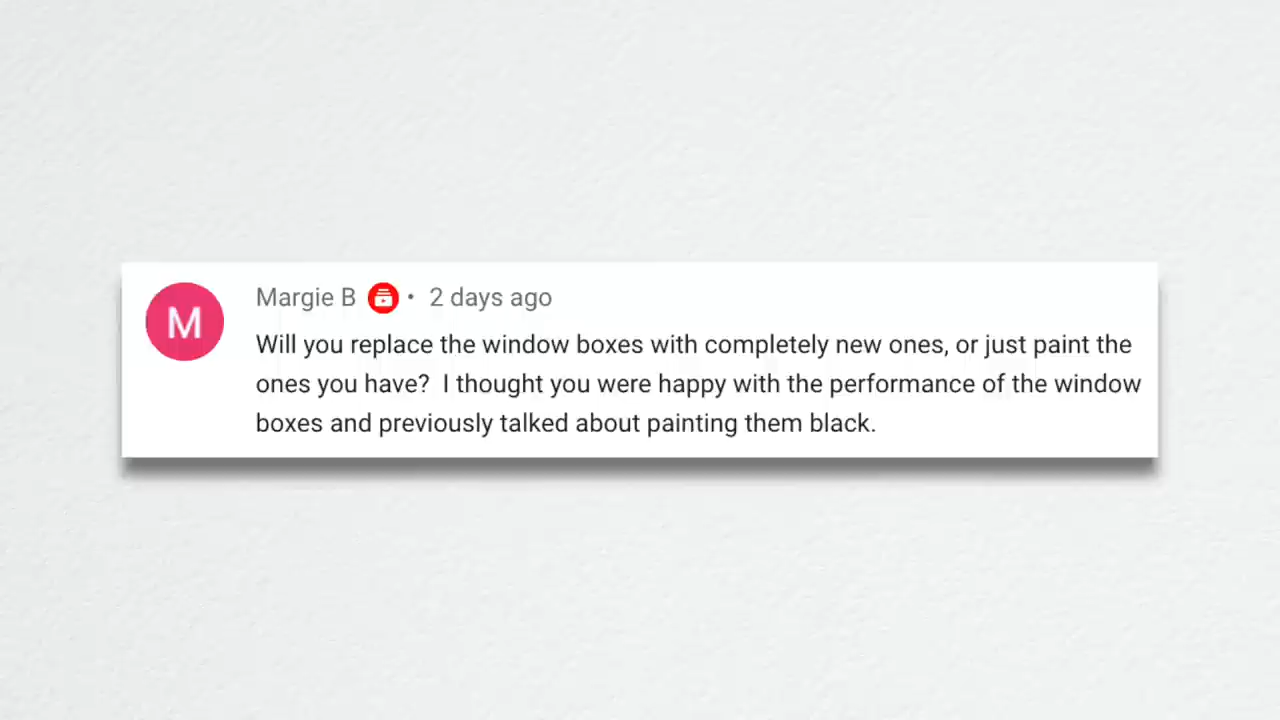 M
Margie B • 2 days ago
Will you replace the window boxes with completely new ones, or just paint the
ones you have?  I thought you were happy with the performance of the window
boxes and previously talked about painting them black.